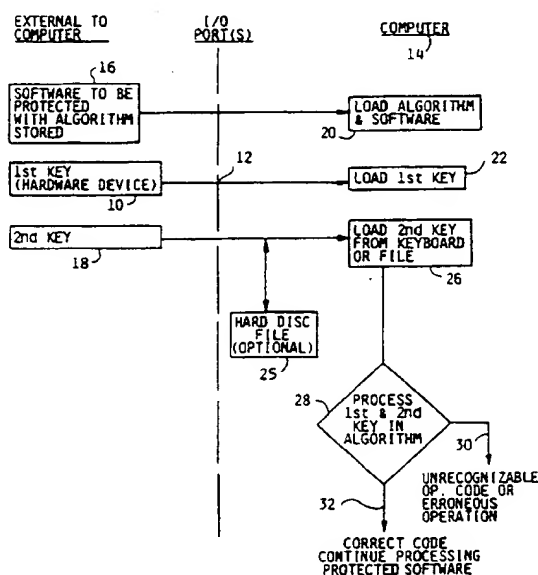 EXTERNAL TO
COMPUTER
I/O
PORT(S)
COMPUTER
14
16
SOFTWARE TO BE
PROTECTED
WITH ALGORITHM
STORED
LOAD ALGORITHM
& SOFTWARE
20
1st KEY
(HARDWARE DEVICE)
10
12
LOAD 1st KEY
22
2nd KEY
18
LOAD 2nd KEY
FROM KEYBOARD
OR FILE
26
HARD DISC
FILE
(OPTIONAL)
25
28
PROCESS
1st & 2nd
KEY IN
ALGORITHM
30
UNRECOGNIZABLE
OP. CODE OR
ERRONEOUS
OPERATION
32
CORRECT CODE
CONTINUE PROCESSING
PROTECTED SOFTWARE